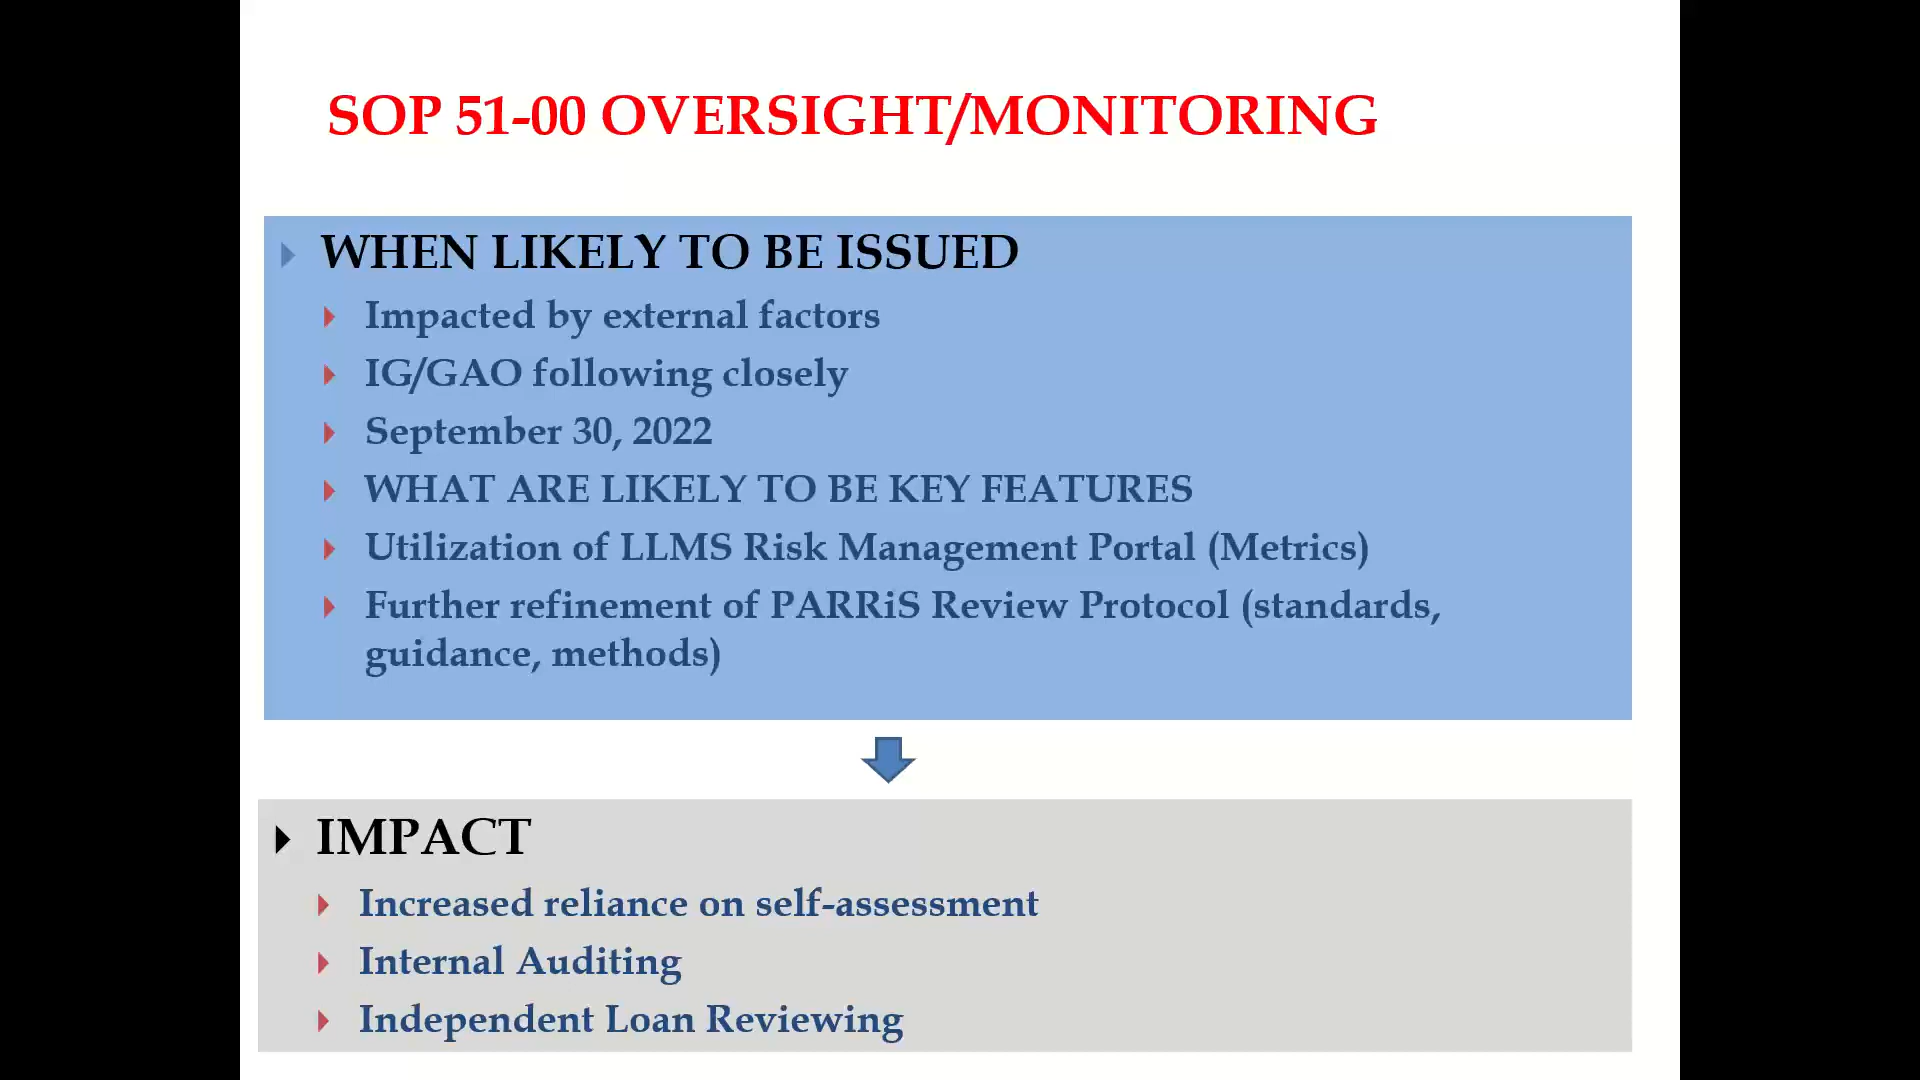 SOP 51-00 OVERSIGHT/MONITORING
WHEN LIKELY TO BE ISSUED
Impacted by external factors
IG/GAO following closely
September 30, 2022
WHAT ARE LIKELY TO BE KEY FEATURES
Utilization of LLMS Risk Management Portal (Metrics)
Further refinement of PARRiS Review Protocol (standards,
guidance, methods)
IMPACT
Increased reliance on self-assessment
Internal Auditing
Independent Loan Reviewing